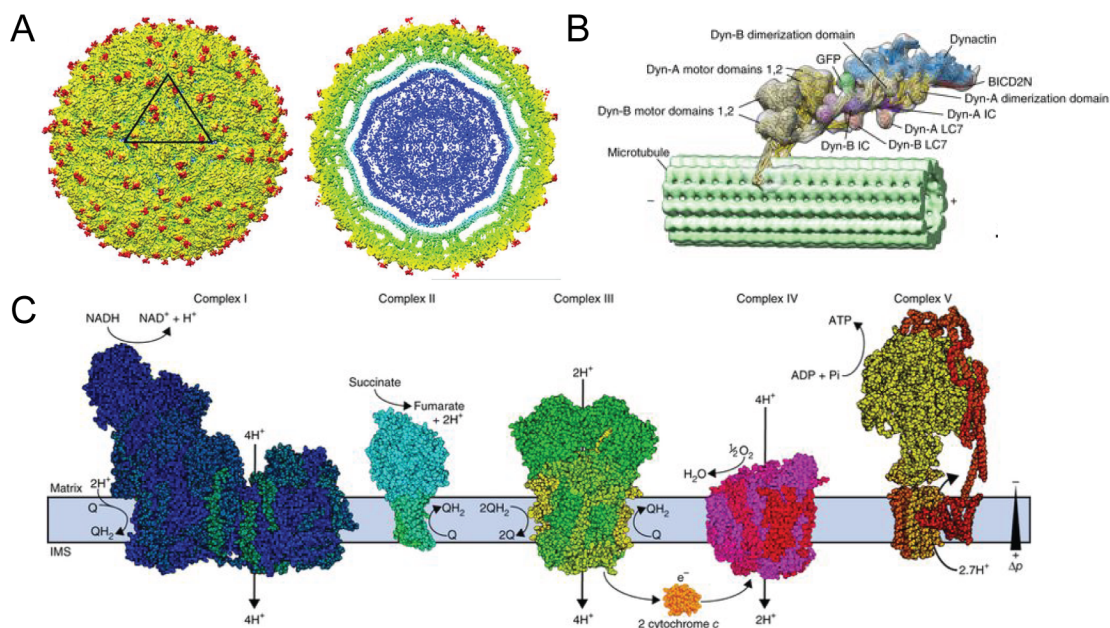 A
B
Dyn-B dimerization domain
GFP
Dynactin
Dyn-A motor domains 1,2
BICD2N
Dyn-B motor domains 1,2
Dyn-A dimerization domain
Dyn-A IC
Dyn-A LC7
Dyn-B LC7
Dyn-B IC
Microtubule
−
+
C
Complex I
Complex II
Complex III
Complex IV
Complex V
NADH
NAD⁺ + H⁺
ATP
ADP + Pi
Succinate
Fumarate
+ 2H⁺
2H⁺
4H⁺
½O₂
H₂O
4H⁺
Matrix
2H⁺
Q
QH₂
QH₂
Q
2QH₂
2Q
QH₂
Q
IMS
−
+
Δp
2.7H⁺
4H⁺
4H⁺
e⁻
2 cytochrome c
2H⁺